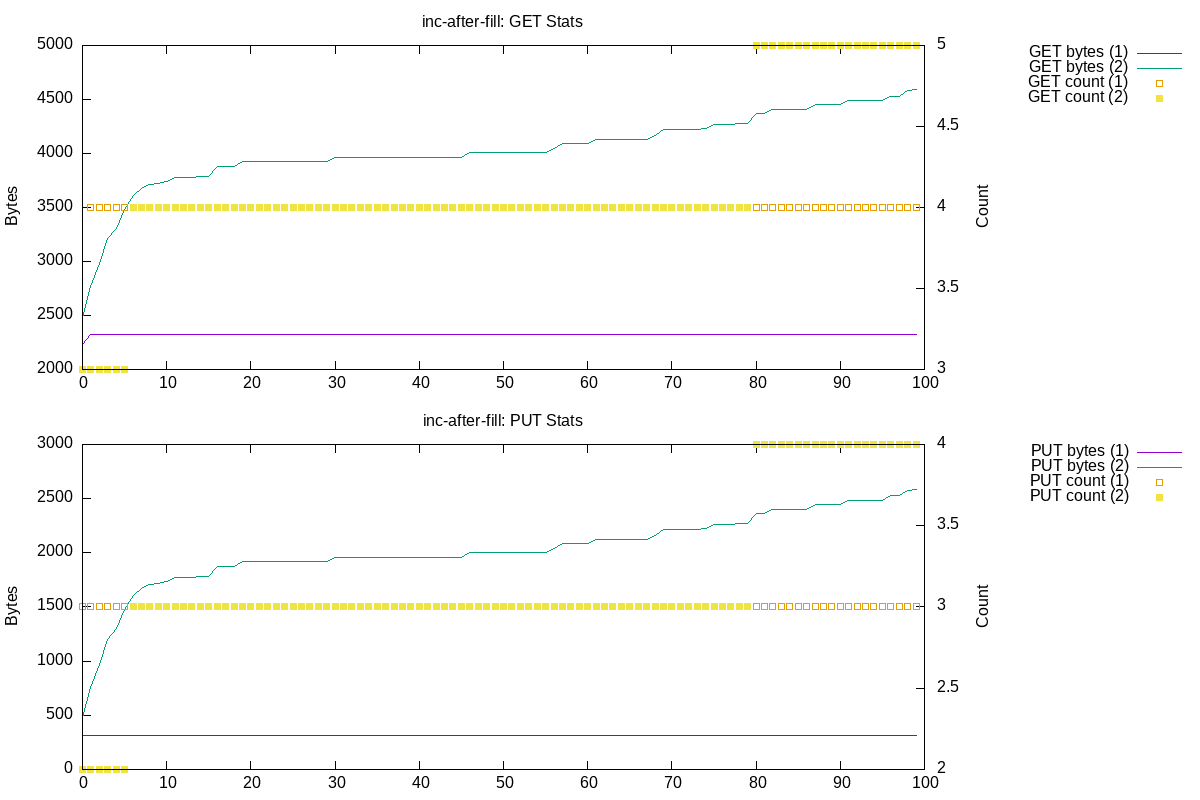 inc-after-fill: GET Stats
5000
4500
4000
3500
3000
2500
2000
Bytes
0 10 20 30 40 50 60 70 80 90 100
5
4.5
4
3.5
3
Count
GET bytes (1)
GET bytes (2)
GET count (1)
GET count (2)
inc-after-fill: PUT Stats
3000
2500
2000
1500
1000
500
0
Bytes
0 10 20 30 40 50 60 70 80 90 100
4
3.5
3
2.5
2
Count
PUT bytes (1)
PUT bytes (2)
PUT count (1)
PUT count (2)